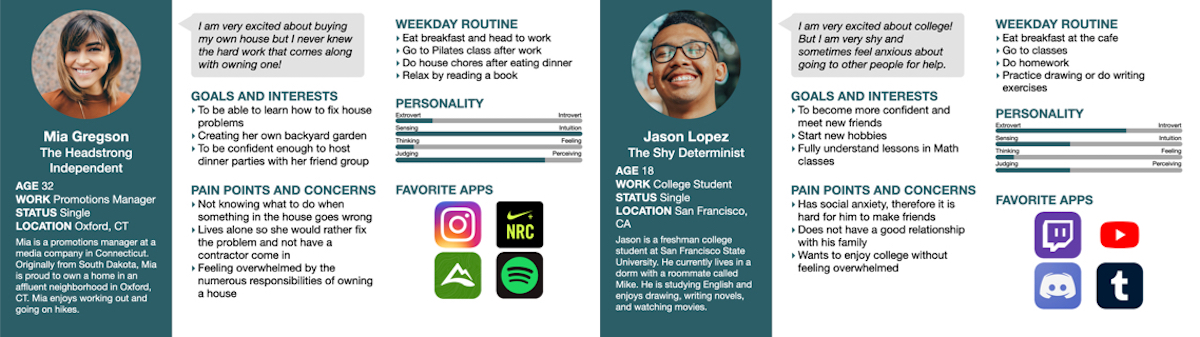 Mia Gregson
The Headstrong
Independent
AGE 32
WORK Promotions Manager
STATUS Single
LOCATION Oxford, CT
Mia is a promotions manager at a
media company in Connecticut.
Originally from South Dakota, Mia
is proud to own a home in an
affluent neighborhood in Oxford,
CT. Mia enjoys working out and
going on hikes.
I am very excited about buying
my own house but I never knew
the hard work that comes along
with owning one!
GOALS AND INTERESTS
To be able to learn how to fix house
problems
Creating her own backyard garden
To be confident enough to host
dinner parties with her friend group
PAIN POINTS AND CONCERNS
Not knowing what to do when
something in the house goes wrong
Lives alone so she would rather fix
the problem and not have a
contractor come in
Feeling overwhelmed by the
numerous responsibilities of owning
a house
WEEKDAY ROUTINE
Eat breakfast and head to work
Go to Pilates class after work
Do house chores after eating dinner
Relax by reading a book
PERSONALITY
Extrovert Introvert
Sensing Intuition
Thinking Feeling
Judging Perceiving
FAVORITE APPS
NRC
Jason Lopez
The Shy Determinist
AGE 18
WORK College Student
STATUS Single
LOCATION San Francisco,
CA
Jason is a freshman college
student at San Francisco State
University. He currently lives in a
dorm with a roommate called
Mike. He is studying English and
enjoys drawing, writing novels,
and watching movies.
I am very excited about college!
But I am very shy and
sometimes feel anxious about
going to other people for help.
GOALS AND INTERESTS
To become more confident and
meet new friends
Start new hobbies
Fully understand lessons in Math
classes
PAIN POINTS AND CONCERNS
Has social anxiety, therefore it is
hard for him to make friends
Does not have a good relationship
with his family
Wants to enjoy college without
feeling overwhelmed
WEEKDAY ROUTINE
Eat breakfast at the cafe
Go to classes
Do homework
Practice drawing or do writing
exercises
PERSONALITY
Extrovert Introvert
Sensing Intuition
Thinking Feeling
Judging Perceiving
FAVORITE APPS
t